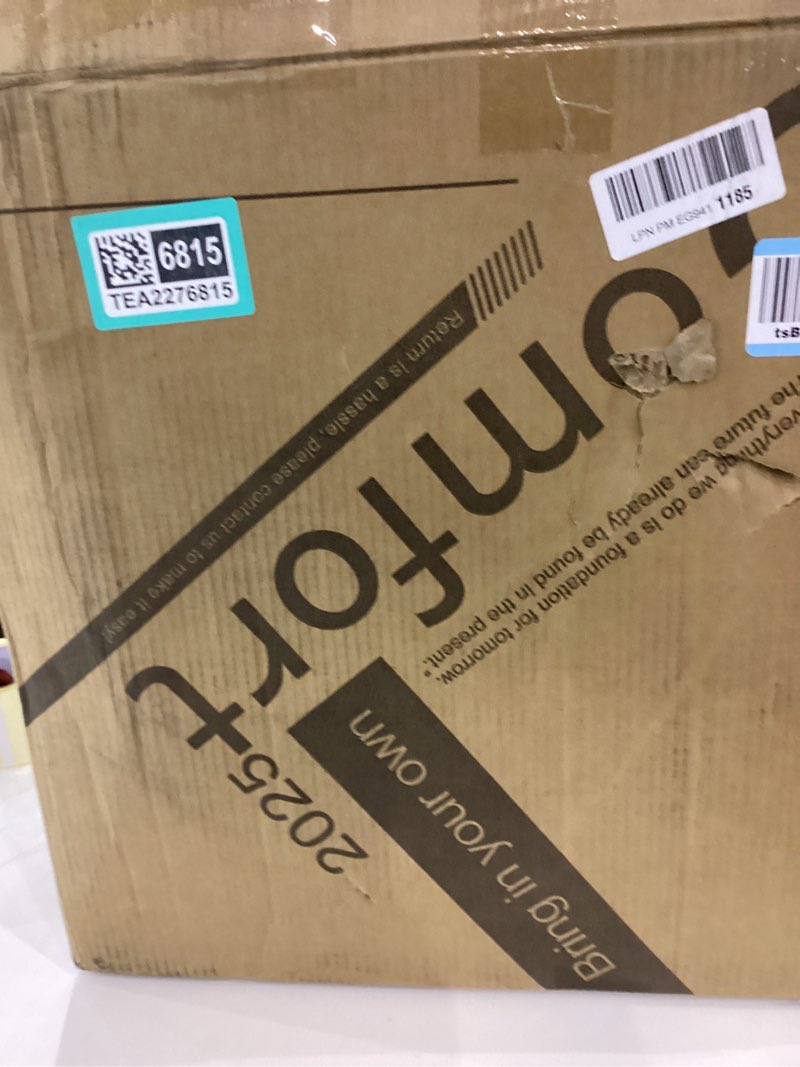 6815
TEA2276815
LPN PM EG941 1185
tsB
Return is a hassle, please contact us to make it easy!
omfort
2025
everything we do is a foundation for tomorrow.
The future can already be found in the present."
Bring in your own